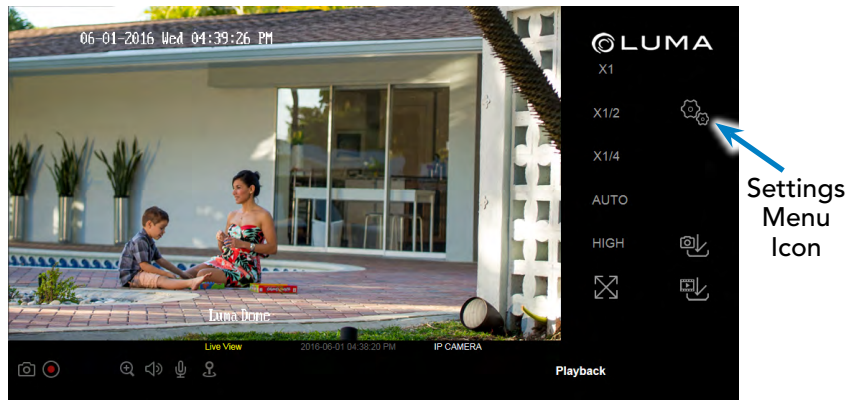 06-01-2016 Wed 04:39:26 PM
LUMA
X1
X1/2
X1/4
AUTO
HIGH
Settings
Menu
Icon
Luma Dome
Live View 2016-06-01 04:38:20 PM IP CAMERA
Playback